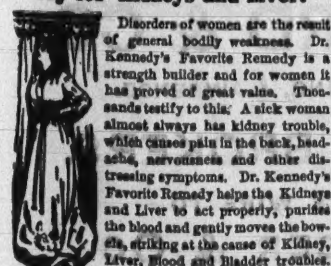 Kidneys and Liver.
Disorders of women are the result
of general bodily weakness. Dr.
Kennedy's Favorite Remedy is a
strength builder and for women it
has proved of great value. Thou-
sands testify to this. A sick woman
almost always has kidney trouble,
which causes pain in the back, head-
ache, nervousness and other dis-
tressing symptoms. Dr. Kennedy's
Favorite Remedy helps the Kidneys
and Liver to act properly, purifies
the blood and gently moves the bow-
els, striking at the cause of Kidney,
Liver, Blood and Bladder troubles.